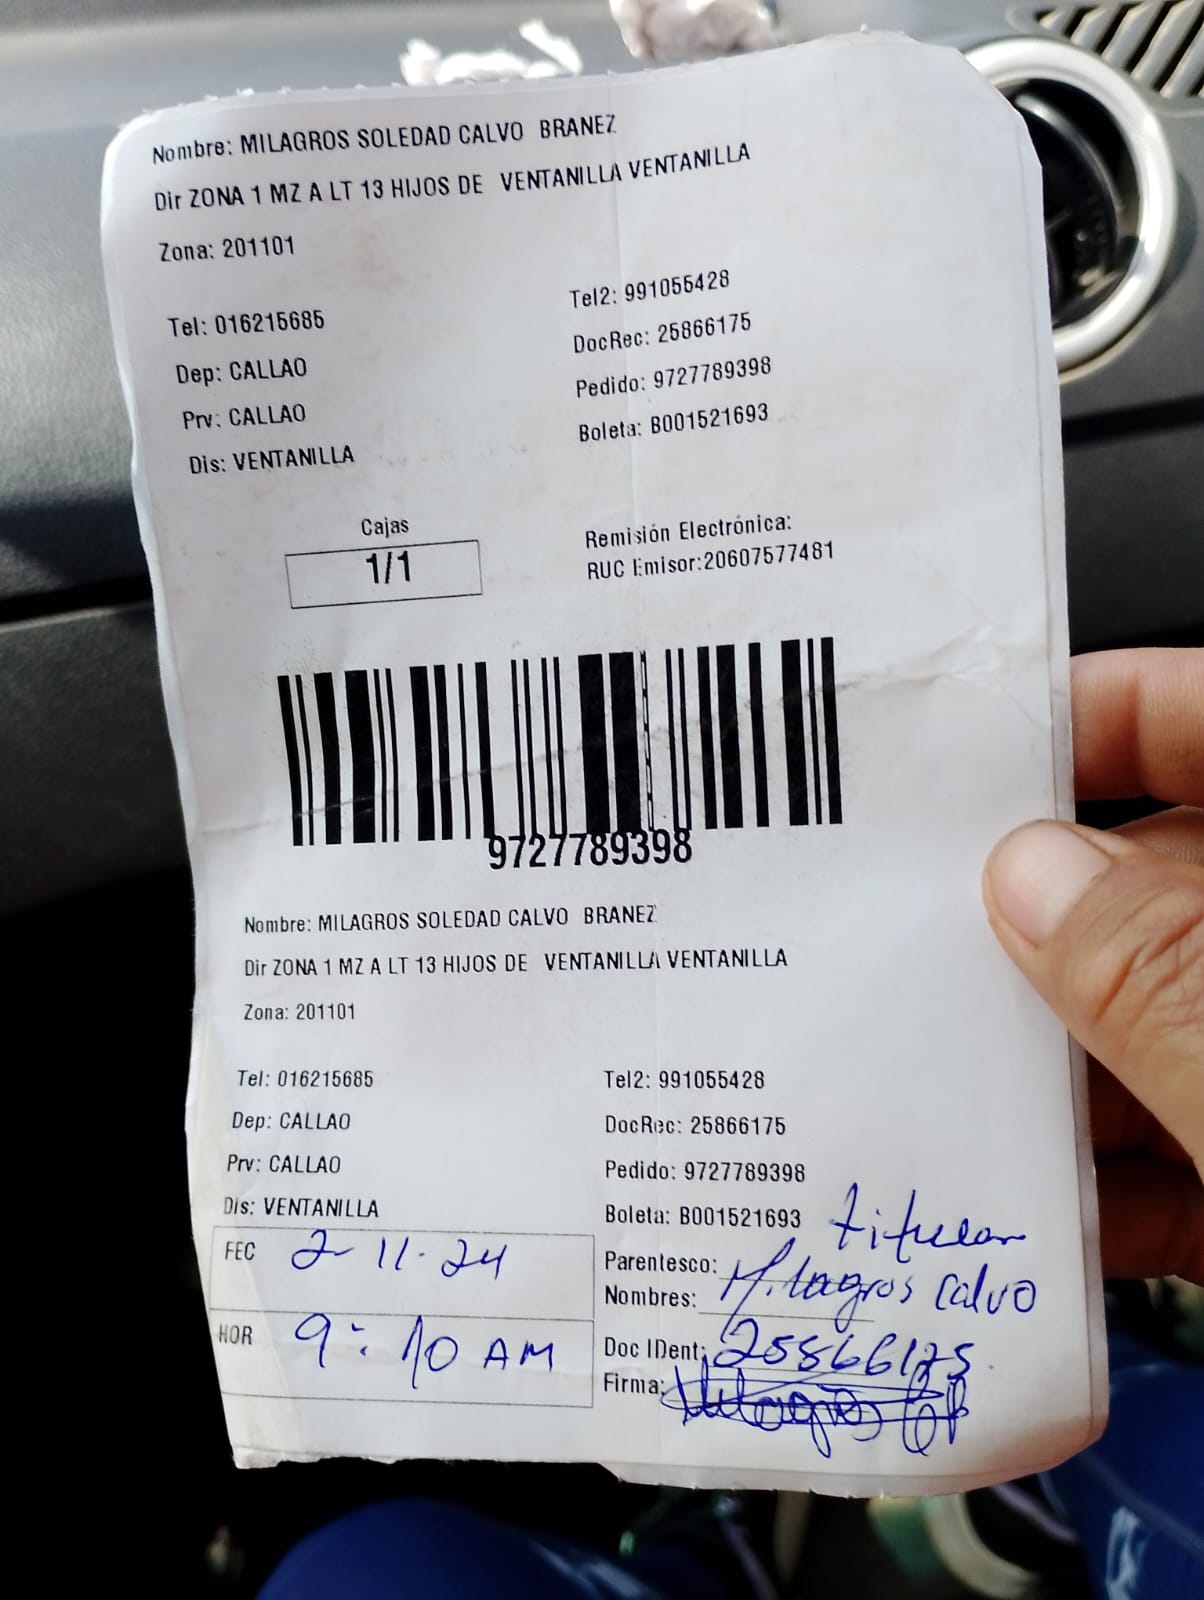 Nombre: MILAGROS SOLEDAD CALVO BRANEZ
Dir ZONA 1 MZ A LT 13 HIJOS DE VENTANILLA VENTANILLA
Zona: 201101
Tel: 016215685
Tel2: 991055428
Dep: CALLAO
DocRec: 25866175
Prv: CALLAO
Pedido: 9727789398
Dis: VENTANILLA
Boleta: B001521693
Cajas
1/1
Remisión Electrónica:
RUC Emisor:20607577481
9727789398
Nombre: MILAGROS SOLEDAD CALVO BRANEZ
Dir ZONA 1 MZ A LT 13 HIJOS DE VENTANILLA VENTANILLA
Zona: 201101
Tel: 016215685
Tel2: 991055428
Dep: CALLAO
DocRec: 25866175
Prv: CALLAO
Pedido: 9727789398
Dis: VENTANILLA
Boleta: B001521693
FEC 2-11-24
Parentesco: titular
Nombres: Milagros Calvo
HOR 9:10 AM
Doc IDent: 25866175
Firma: